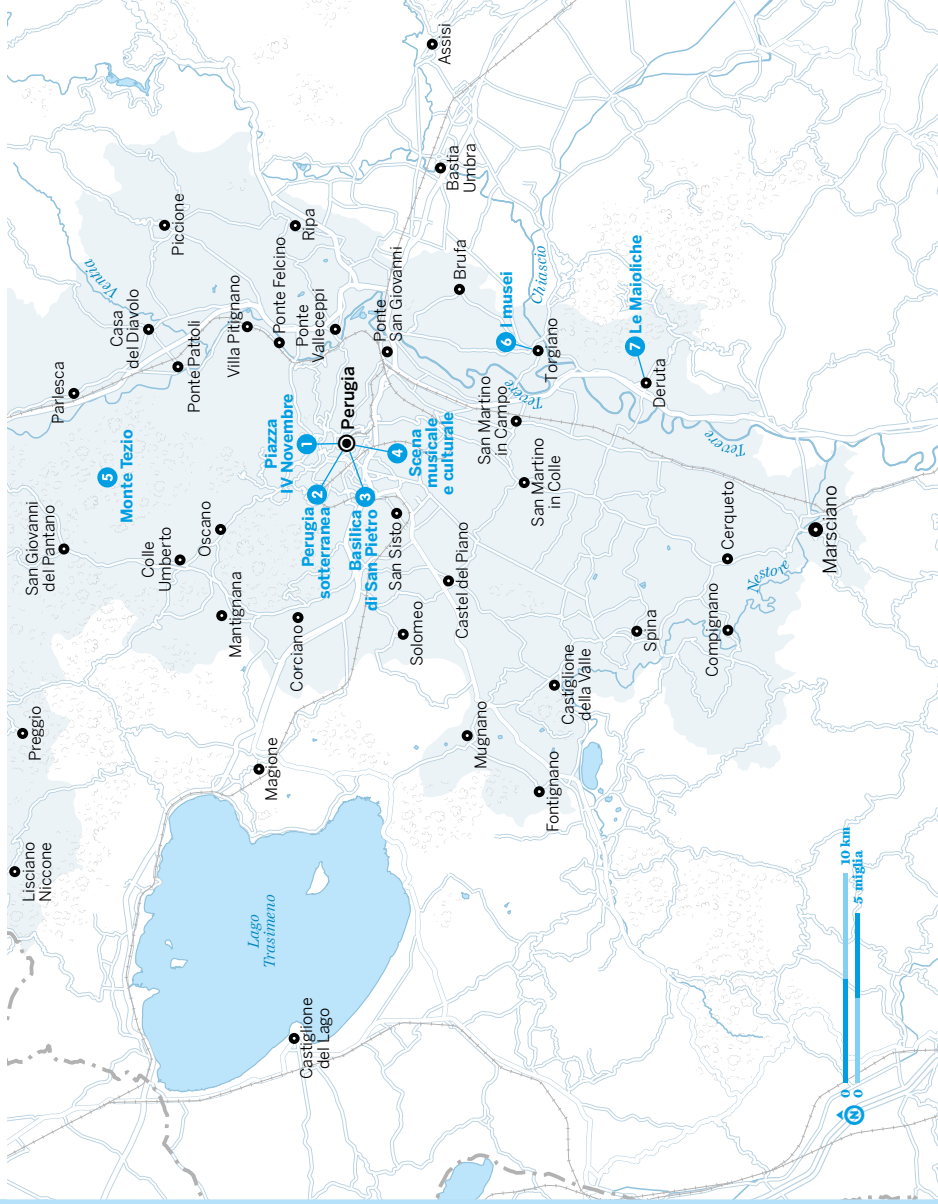 Lisciano
Niccone
Preggio
San Giovanni
del Pantano
5
Monte Tezio
Parlesca
Ventia
Casa
del Diavolo
Piccione
Colle
Umberto
Oscano
Mantignana
Ponte Pattoli
Villa Pitignano
Ponte Felcino
Ripa
Ponte
Valleceppi
Assisi
Bastia
Umbra
Magione
Corciano
Piazza
IV Novembre
1
Perugia
2
Perugia
sotterranea
3
Basilica
di San Pietro
4
Scena
musicale
e culturale
Ponte
San Giovanni
Lago
Trasimeno
Castiglione
del Lago
San Sisto
Solomeo
Castel del Piano
Brufa
Mugnano
6 I musei
Chiascio
Torgiano
San Martino
in Campo
Tevere
San Martino
in Colle
Fontignano
Castiglione
della Valle
7 Le Maioliche
Deruta
Spina
Tevere
Cerqueto
Compignano
Nestore
Marsciano
N
0
10 km
0
5 miglia